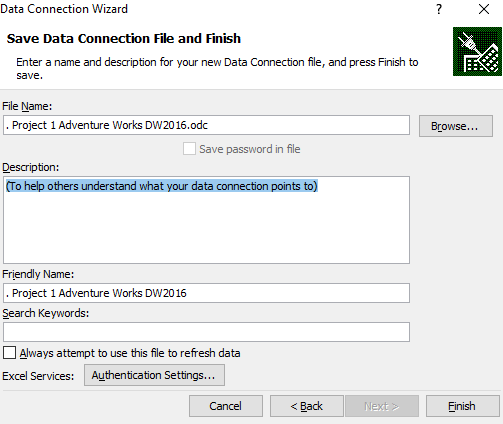 Data Connection Wizard ?
Save Data Connection File and Finish
Enter a name and description for your new Data Connection file, and press Finish to
save.
File Name:
. Project 1 Adventure Works DW2016.odc
Browse...
Save password in file
Description:
(To help others understand what your data connection points to)
Friendly Name:
. Project 1 Adventure Works DW2016
Search Keywords:
Always attempt to use this file to refresh data
Excel Services: Authentication Settings...
Cancel < Back Next > Finish